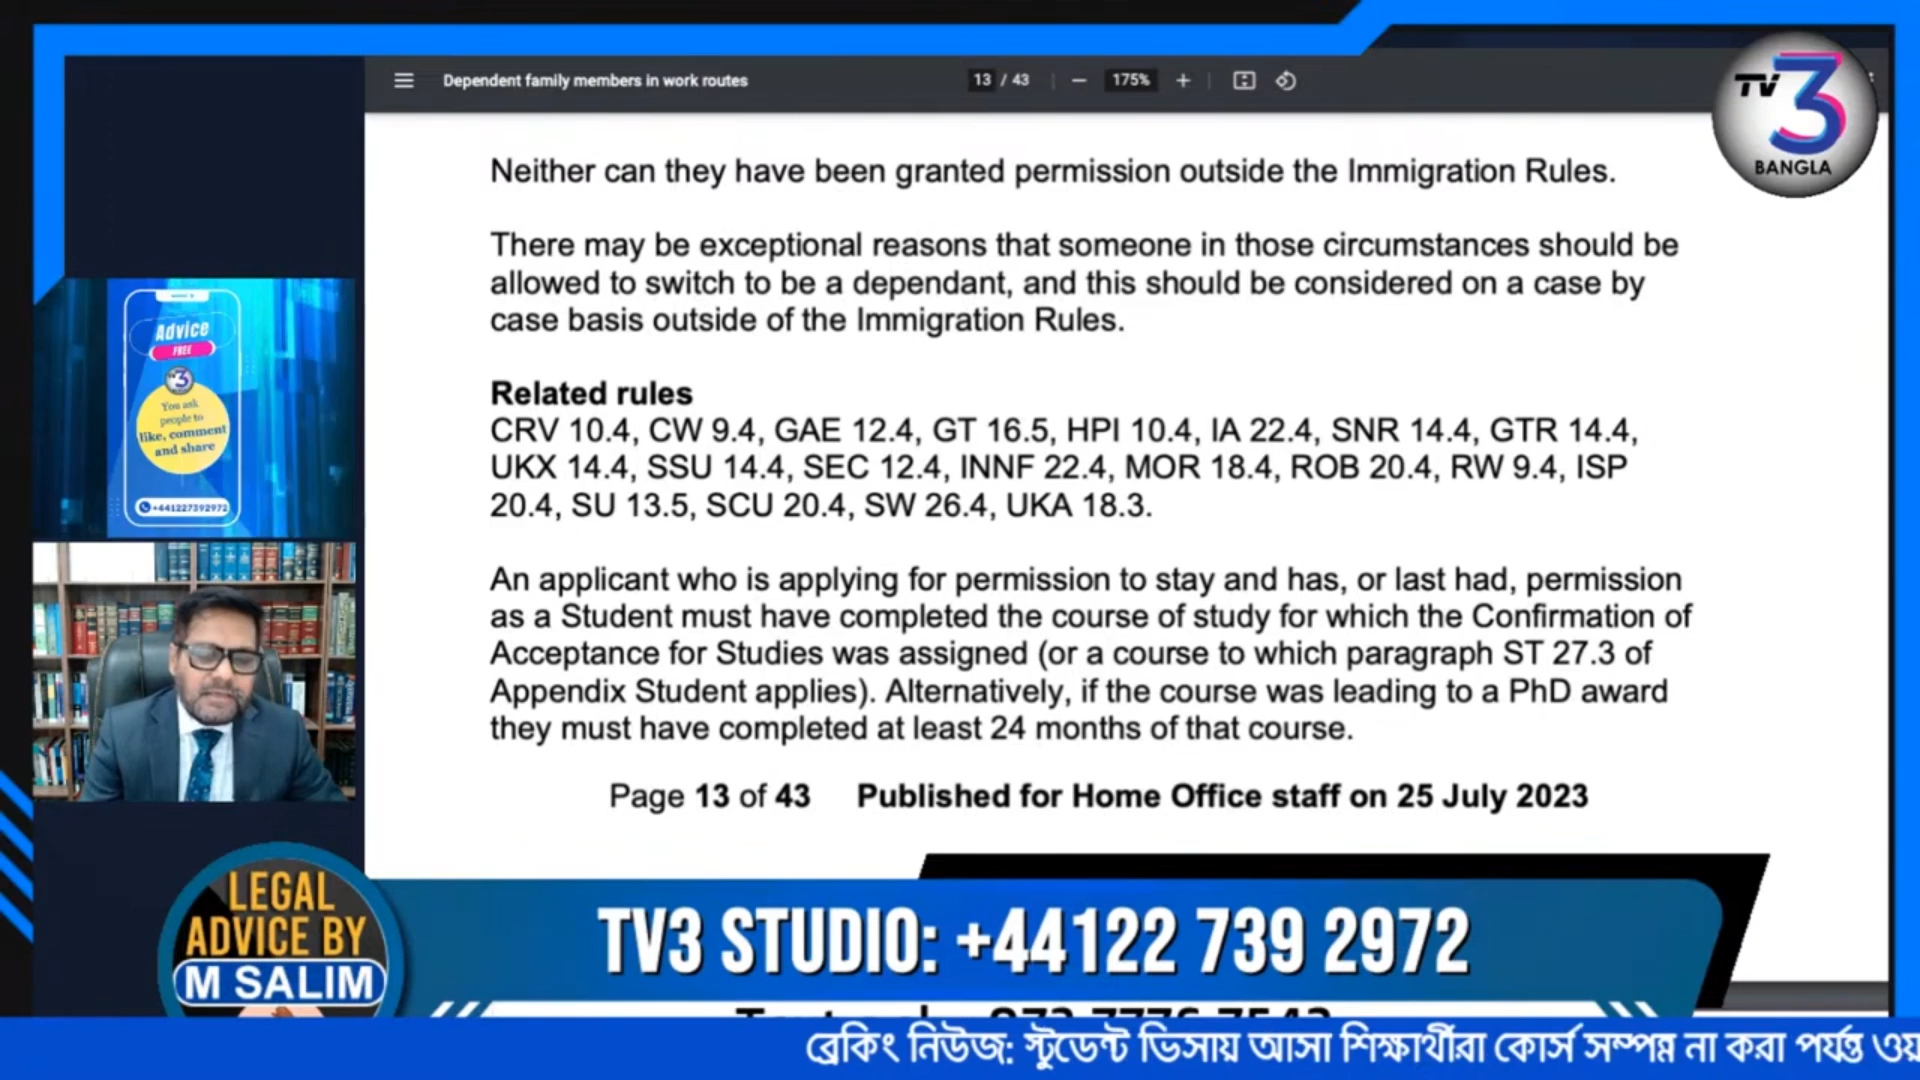 Dependent family members in work routes
13 / 43
175%
TV 3
BANGLA
Neither can they have been granted permission outside the Immigration Rules.
There may be exceptional reasons that someone in those circumstances should be
allowed to switch to be a dependant, and this should be considered on a case by
case basis outside of the Immigration Rules.
Related rules
CRV 10.4, CW 9.4, GAE 12.4, GT 16.5, HPI 10.4, IA 22.4, SNR 14.4, GTR 14.4,
UKX 14.4, SSU 14.4, SEC 12.4, INNF 22.4, MOR 18.4, ROB 20.4, RW 9.4, ISP
20.4, SU 13.5, SCU 20.4, SW 26.4, UKA 18.3.
An applicant who is applying for permission to stay and has, or last had, permission
as a Student must have completed the course of study for which the Confirmation of
Acceptance for Studies was assigned (or a course to which paragraph ST 27.3 of
Appendix Student applies). Alternatively, if the course was leading to a PhD award
they must have completed at least 24 months of that course.
Page 13 of 43 Published for Home Office staff on 25 July 2023
Advice
FREE
TV3
You ask
people to
like, comment
and share
+441227392972
LEGAL
ADVICE BY
M SALIM
TV3 STUDIO: +44122 739 2972
ব্রেকিং নিউজ: স্টুডেন্ট ভিসায় আসা শিক্ষার্থীরা কোর্স সম্পন্ন না করা পর্যন্ত